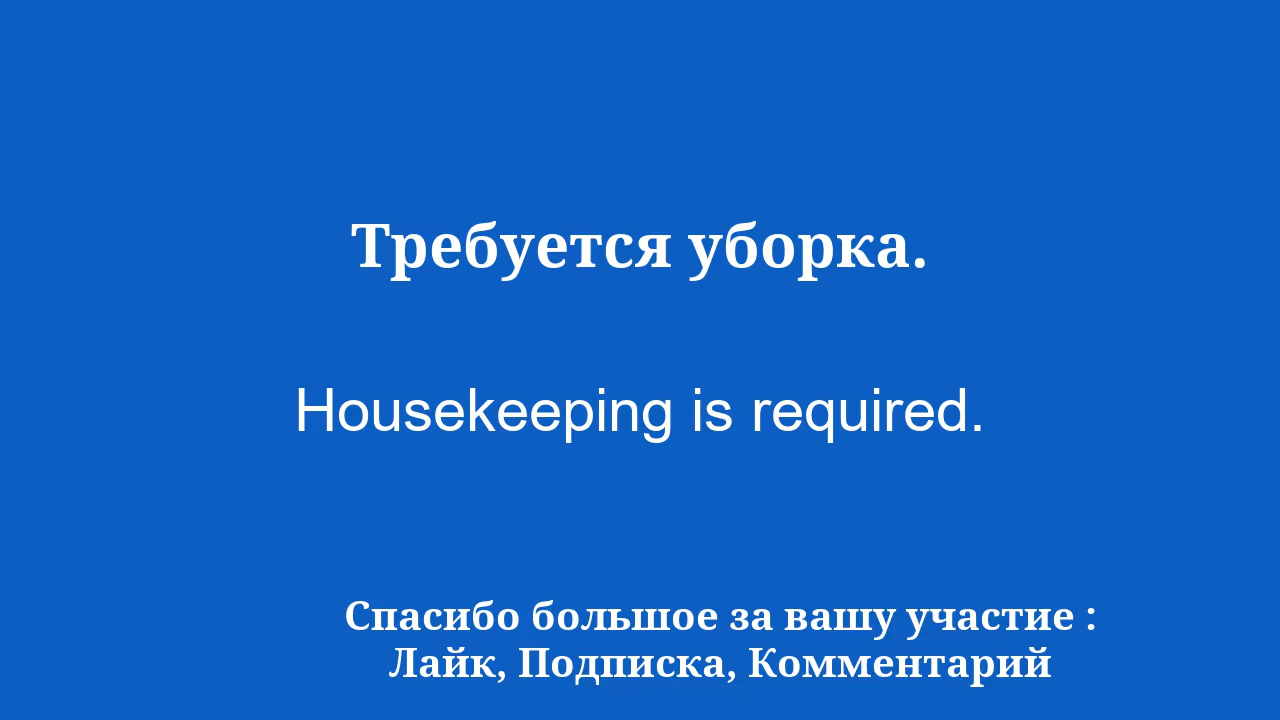 Требуется уборка.
Housekeeping is required.
Спасибо большое за вашу участие :
Лайк, Подписка, Комментарий